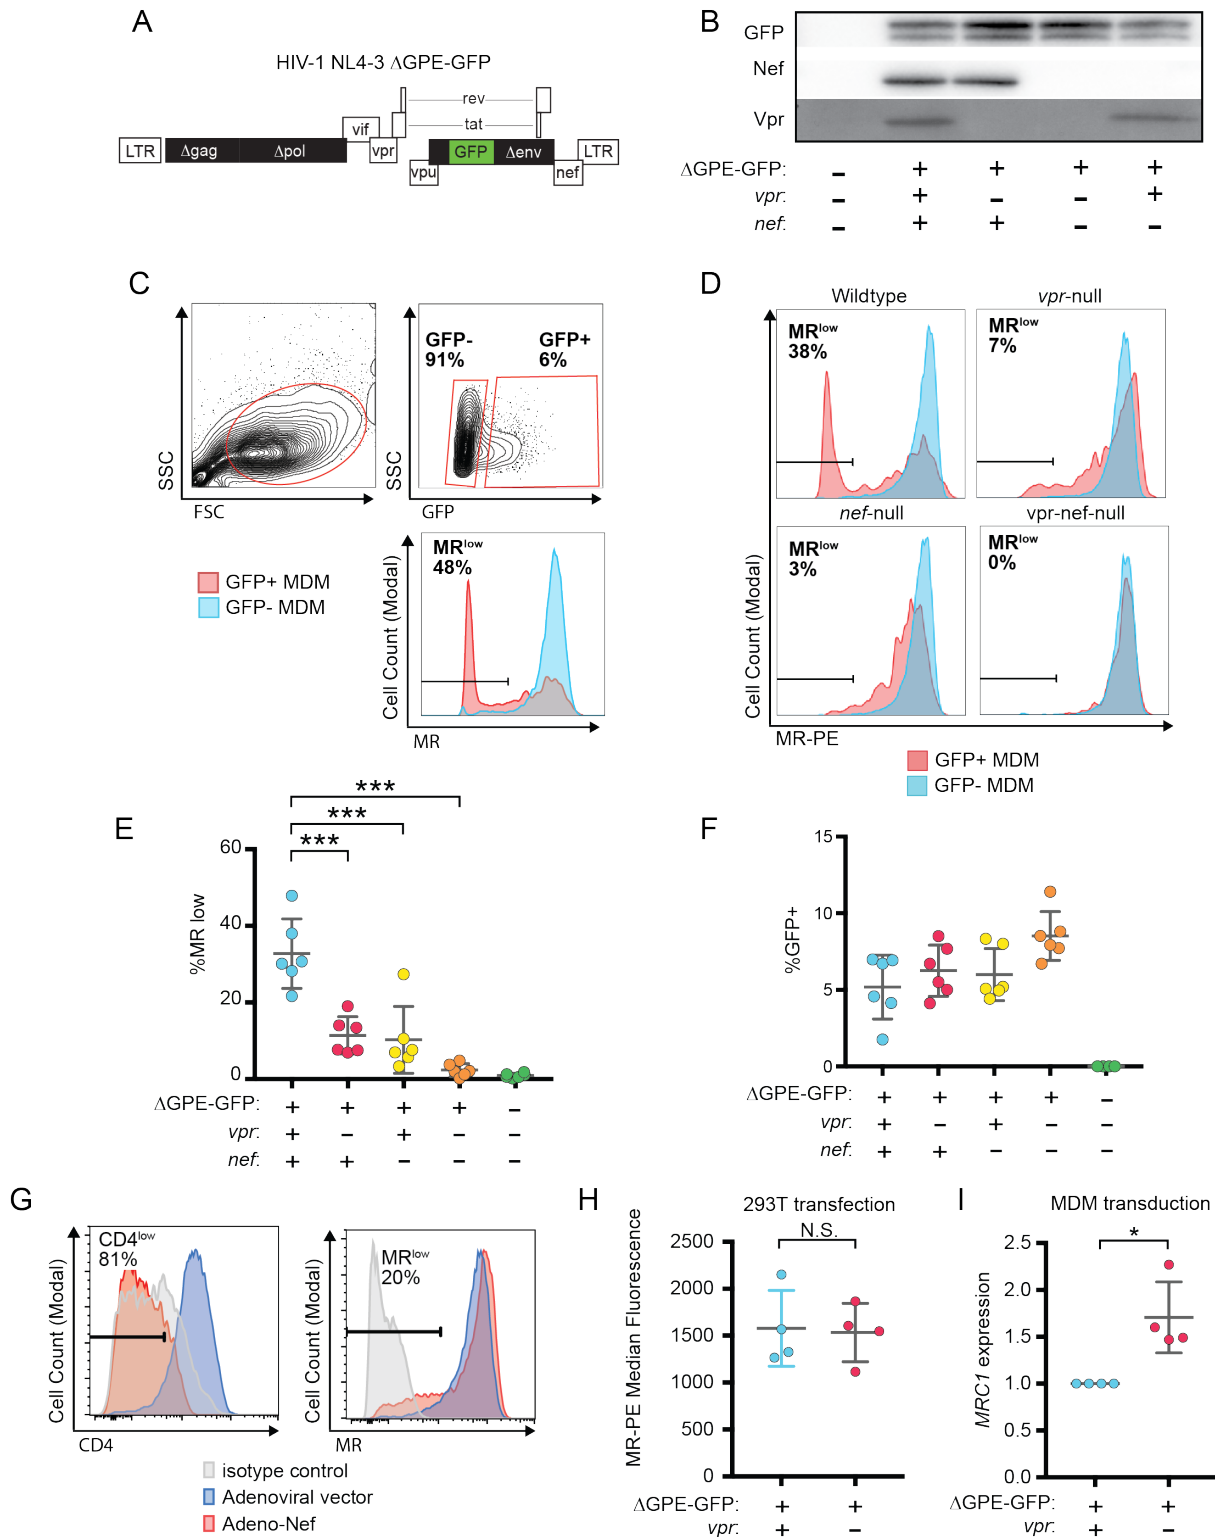 A
HIV-1 NL4-3 ΔGPE-GFP
rev
tat
vif
LTR
Δgag
Δpol
vpr
GFP
Δenv
LTR
vpu
nef
B
GFP
Nef
Vpr
ΔGPE-GFP: - + + + +
vpr: - + - - +
nef: - + + - -
C
SSC
FSC
GFP-
91%
GFP+
6%
SSC
GFP
GFP+ MDM
GFP- MDM
MRlow
48%
Cell Count (Modal)
MR
D
Wildtype
vpr-null
MRlow
38%
MRlow
7%
nef-null
vpr-nef-null
MRlow
3%
MRlow
0%
Cell Count (Modal)
MR-PE
GFP+ MDM
GFP- MDM
E
***
***
***
60
40
20
0
%MR low
ΔGPE-GFP: + + + + -
vpr: + - + - -
nef: + + - - -
F
15
10
5
0
%GFP+
ΔGPE-GFP: + + + + -
vpr: + - + - -
nef: + + - - -
G
CD4low
81%
Cell Count (Modal)
CD4
MRlow
20%
Cell Count (Modal)
MR
isotype control
Adenoviral vector
Adeno-Nef
H
293T transfection
N.S.
2500
2000
1500
1000
500
0
MR-PE Median Fluorescence
ΔGPE-GFP: + +
vpr: + -
I
MDM transduction
*
2.5
2.0
1.5
1.0
0.5
0.0
MRC1 expression
ΔGPE-GFP: + +
vpr: + -